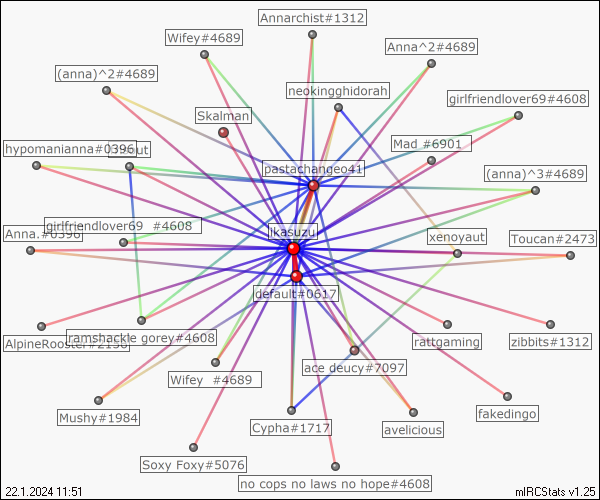 Annarchist#1312
Wifey#4689
Anna^2#4689
(anna)^2#4689
neokingghidorah
girlfriendlover69#4608
Skalman
Mad #6901
hypomanianna#0396
pastachangeo41
(anna)^3#4689
girlfriendlover69 #4608
Anna.#0396
ikasuzu
xenoyaut
Toucan#2473
default#0617
AlpineRooster#2138
ramshackle gorey#4608
rattgaming
zibbits#1312
Wifey #4689
ace deucy#7097
Mushy#1984
Cypha#1717
avelicious
fakedingo
Soxy Foxy#5076
no cops no laws no hope#4608
22.1.2024 11:51
mIRCStats v1.25